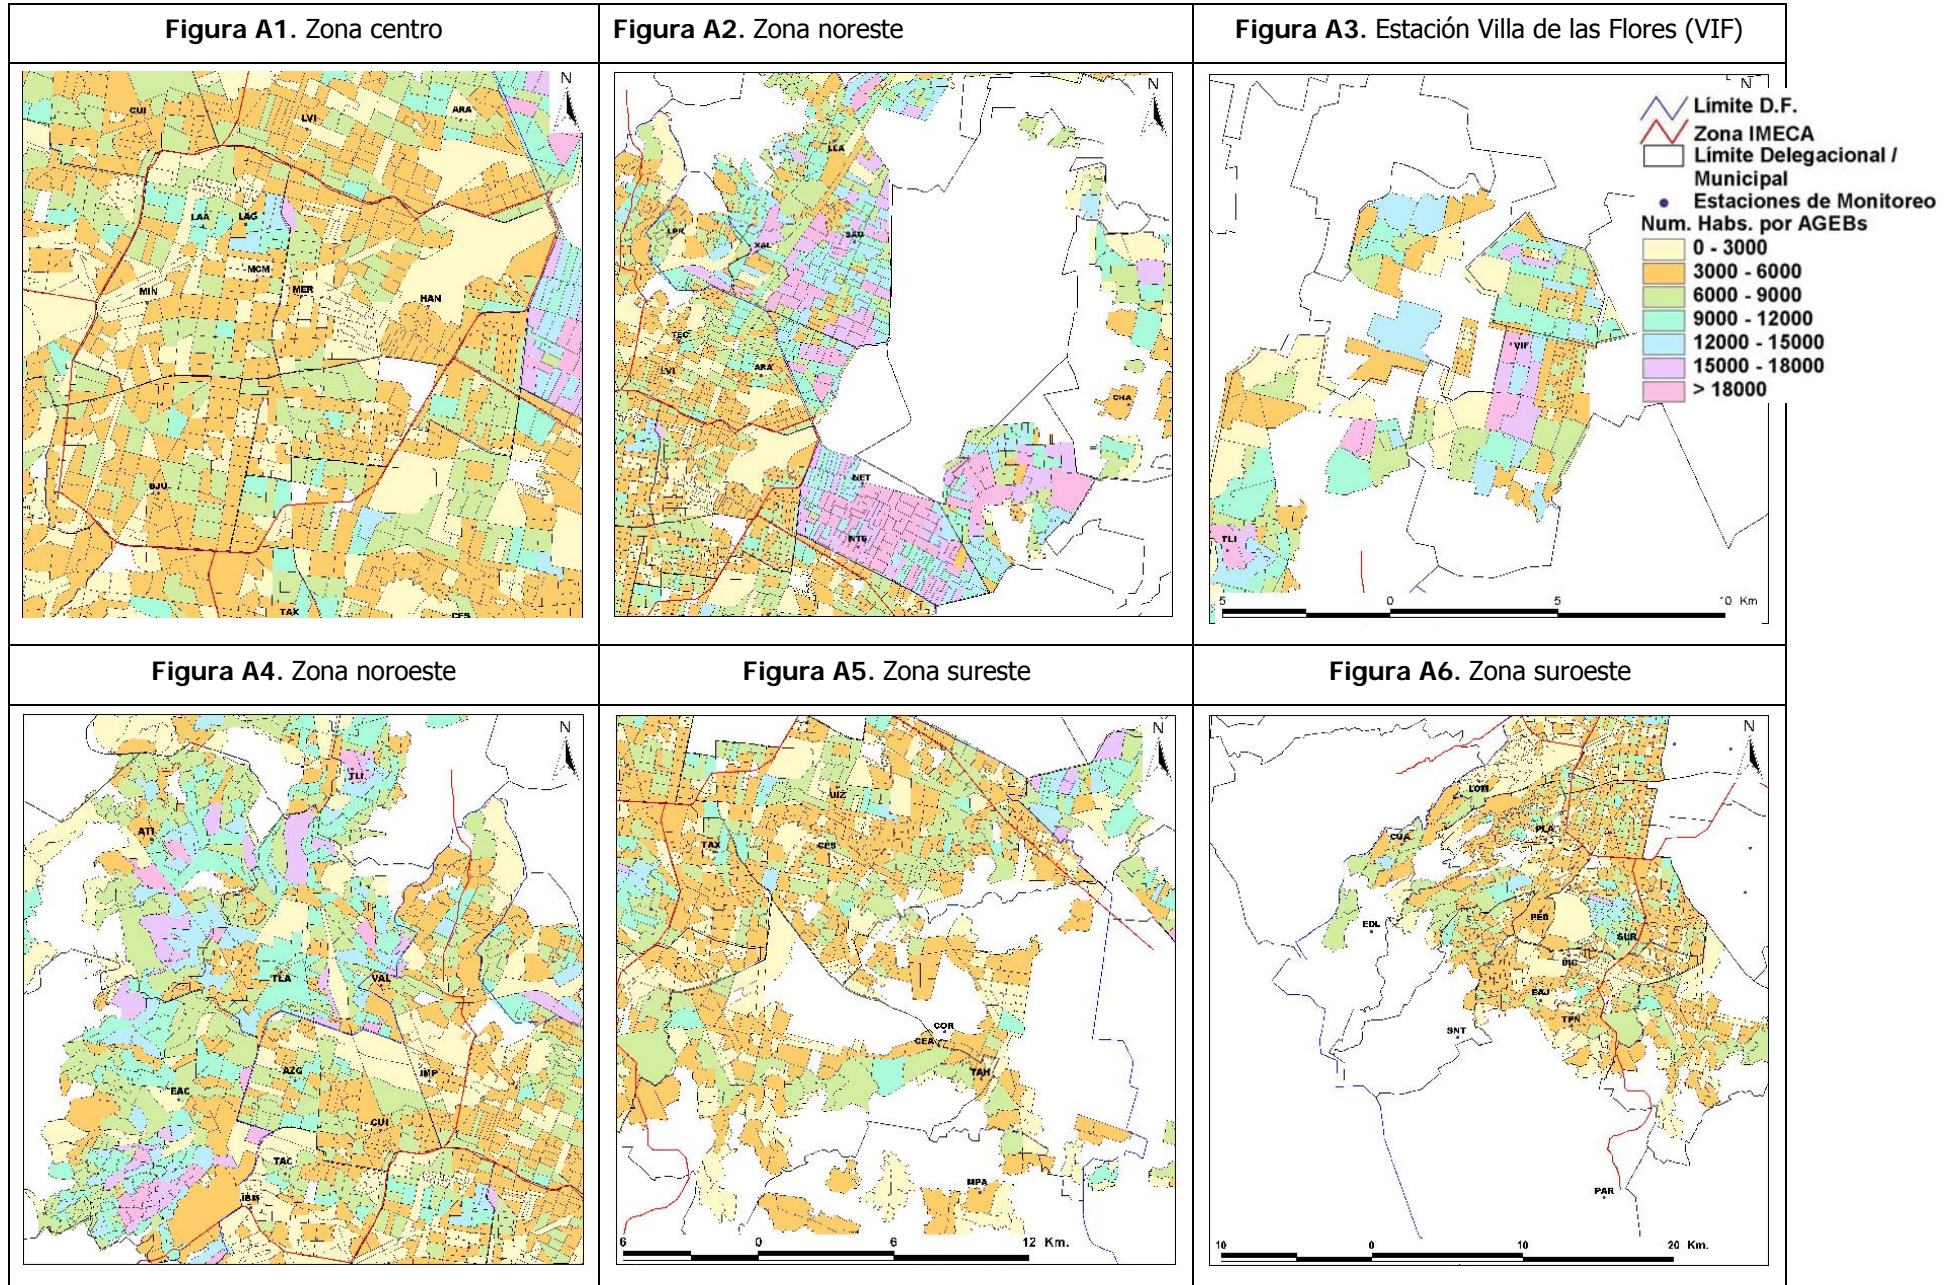 Figura A1. Zona centro
Figura A2. Zona noreste
Figura A3. Estación Villa de las Flores (VIF)
N
CUI
LVI
ARA
LAA
LAG
MCM
MIN
MER
HAN
BJU
TAX
CES
N
LLA
LPR
XAL
SAG
TEC
LVI
ARA
CHA
NET
NTS
N
Límite D.F.
Zona IMECA
Límite Delegacional /
Municipal
Estaciones de Monitoreo
Num. Habs. por AGEBs
0 - 3000
3000 - 6000
6000 - 9000
9000 - 12000
12000 - 15000
15000 - 18000
> 18000
VIF
TLI
5 0 5 10 Km
Figura A4. Zona noroeste
Figura A5. Zona sureste
Figura A6. Zona suroeste
N
TLI
ATI
TLA
VAL
AZC
IMP
EAC
CUI
TAC
IBM
N
UIZ
TAX
CES
COR
CEA
TAH
MPA
6 0 6 12 Km.
N
LOM
CUA
PLA
PED
EDL
SUR
DIC
EAJ
TPN
SNT
PAR
10 0 10 20 Km.